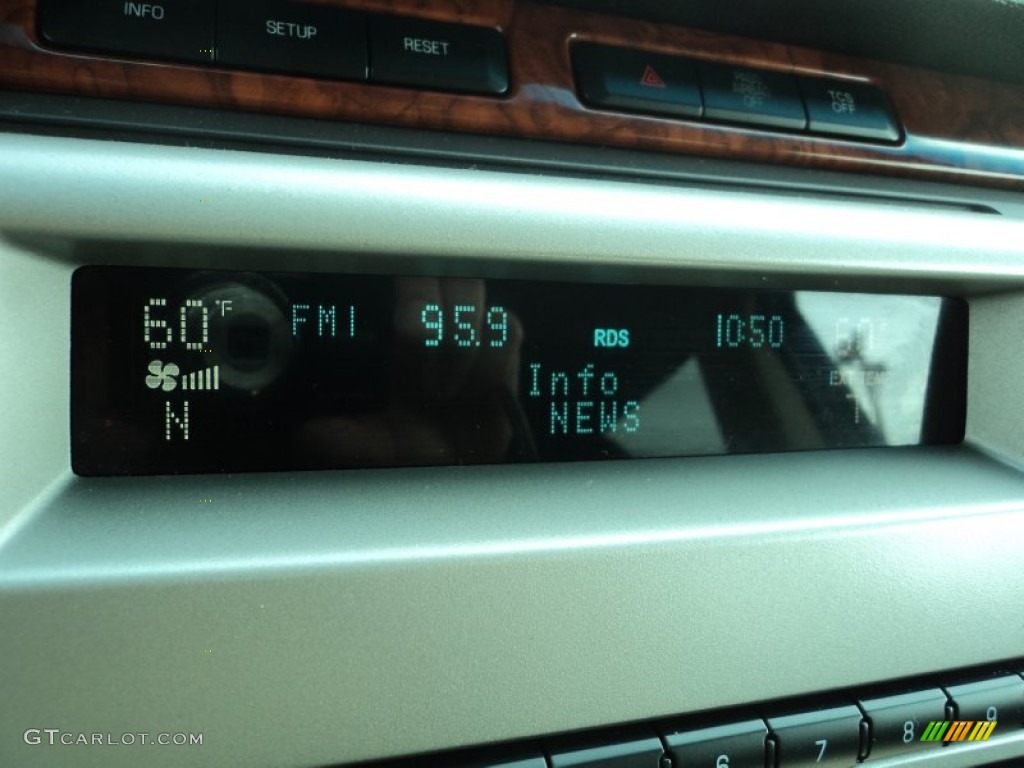 INFO SETUP RESET
TCS OFF
60°F FM1 95.9 RDS 10:50 60°
Info
N NEWS
6 7 8 9
GTCARLOT.COM